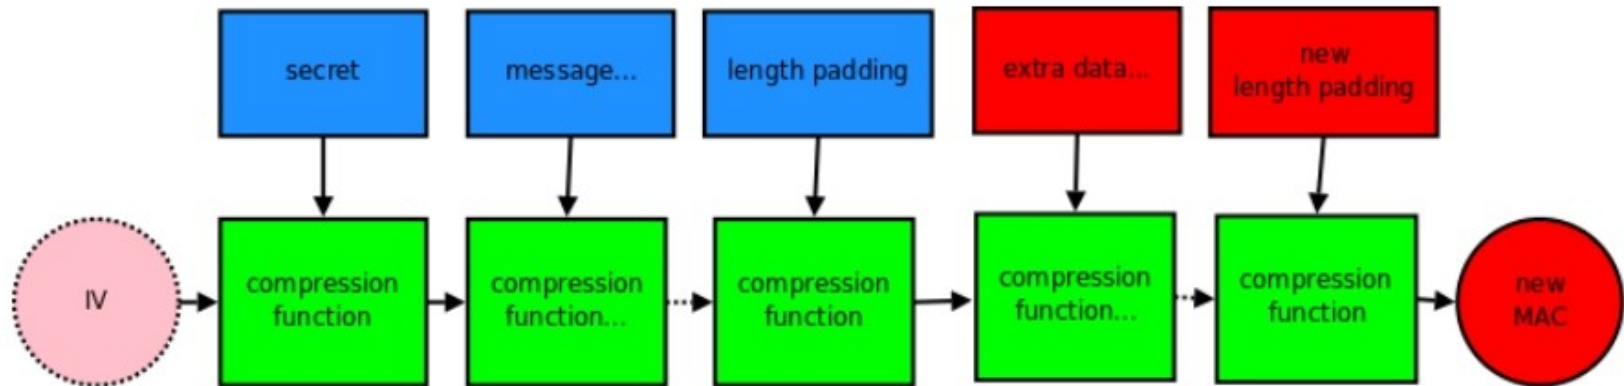 secret
message...
length padding
extra data...
new
length padding
IV
compression
function
compression
function...
compression
function
compression
function...
compression
function
new
MAC